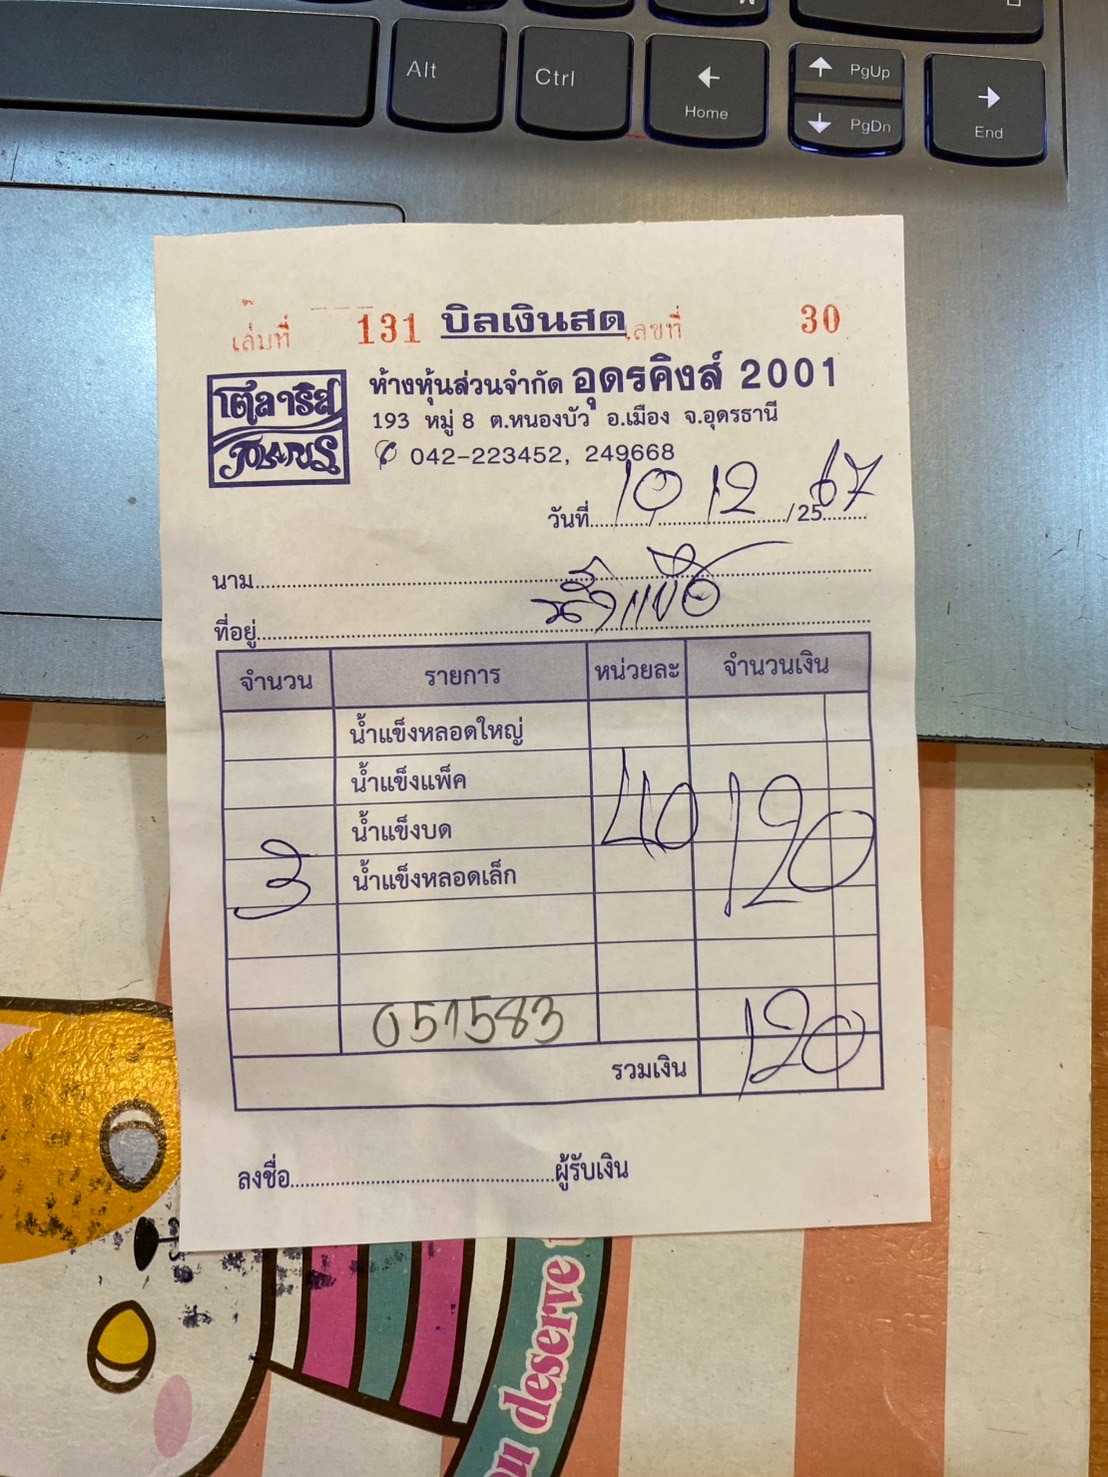 Alt
Ctrl
Home
PgUp
PgDn
End
เล่มที่ 131 บิลเงินสด เลขที่ 30
โตลาริส
POLARIS
ห้างหุ้นส่วนจำกัด อุดรคิงส์ 2001
193 หมู่ 8 ต.หนองบัว อ.เมือง จ.อุดรธานี
042-223452, 249668
วันที่ 10 / 12 / 25 67
นาม
ที่อยู่
จำนวน รายการ หน่วยละ จำนวนเงิน
น้ำแข็งหลอดใหญ่
น้ำแข็งแพ็ค
น้ำแข็งบด 40 120
3 น้ำแข็งหลอดเล็ก
051583
รวมเงิน 120
ลงชื่อ ผู้รับเงิน
deserve